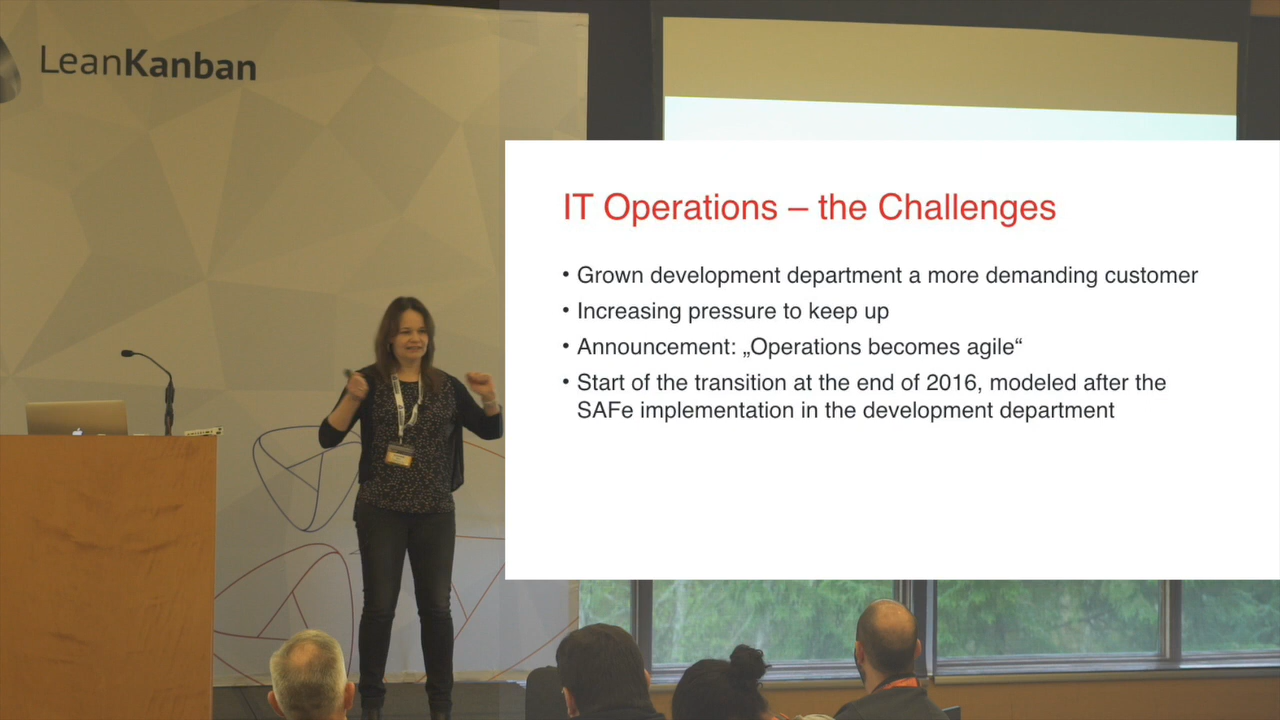 LeanKanban
IT Operations – the Challenges
• Grown development department a more demanding customer
• Increasing pressure to keep up
• Announcement: „Operations becomes agile“
• Start of the transition at the end of 2016, modeled after the
SAFe implementation in the development department